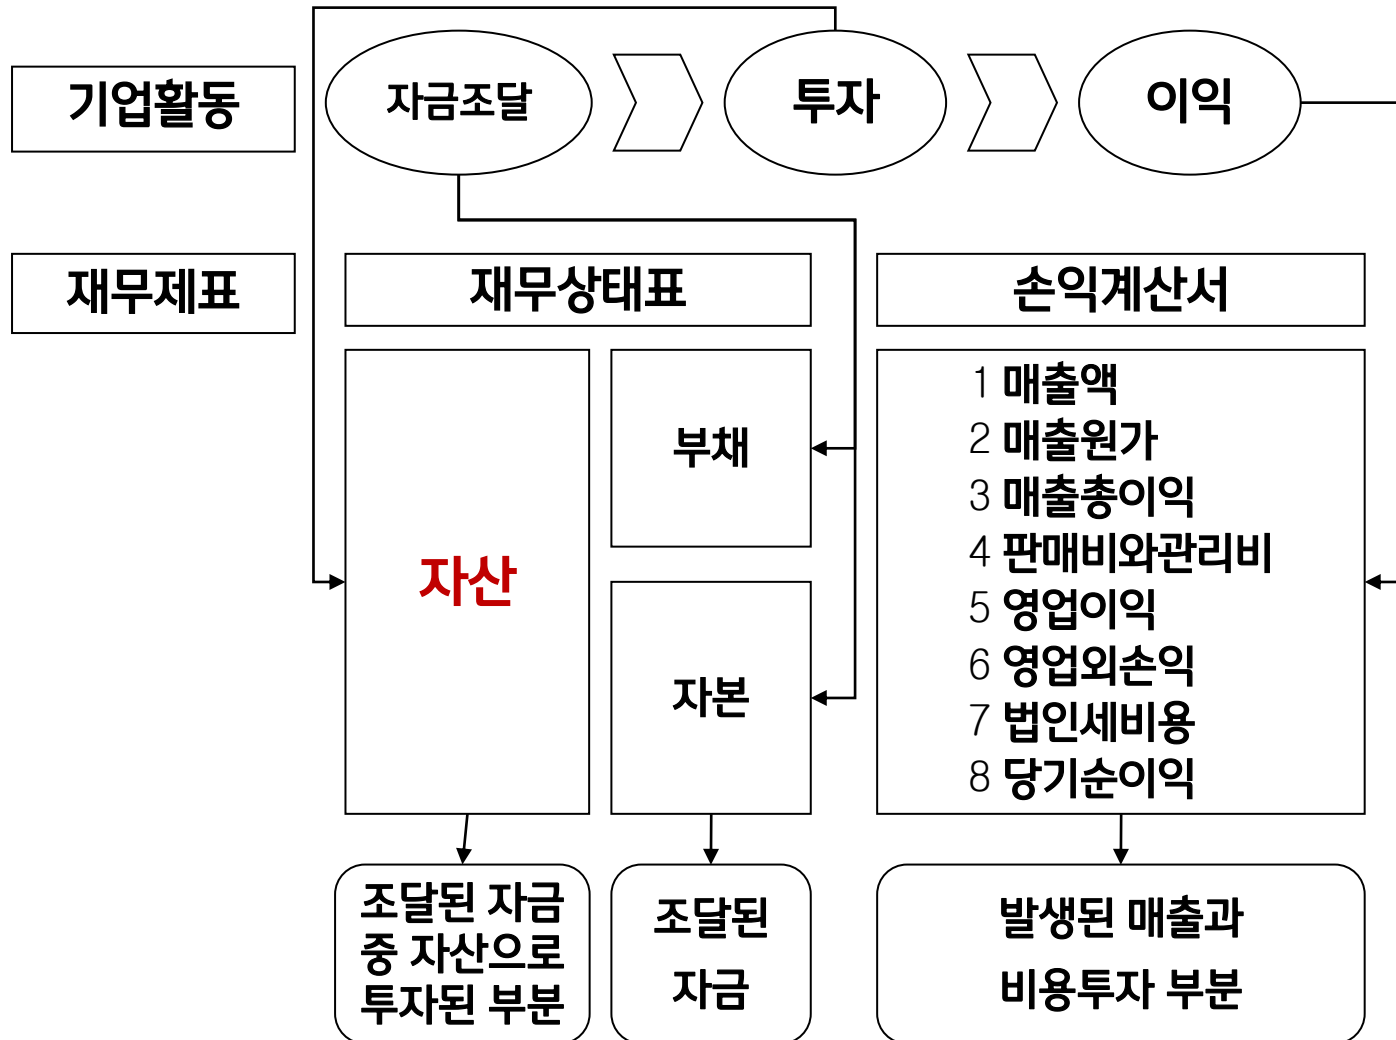 기업활동
자금조달
투자
이익
재무제표
재무상태표
손익계산서
자산
부채
자본
1 매출액
2 매출원가
3 매출총이익
4 판매비와관리비
5 영업이익
6 영업외손익
7 법인세비용
8 당기순이익
조달된 자금
중 자산으로
투자된 부분
조달된
자금
발생된 매출과
비용투자 부분